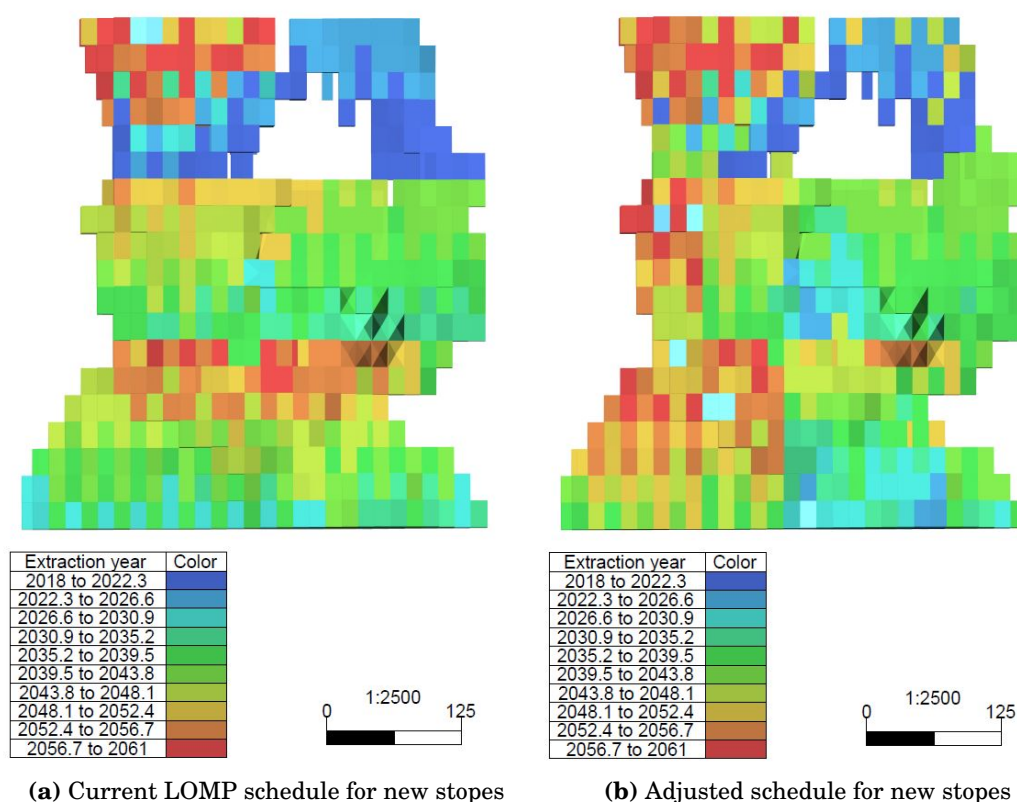 Extraction year Color
2018 to 2022.3
2022.3 to 2026.6
2026.6 to 2030.9
2030.9 to 2035.2
2035.2 to 2039.5
2039.5 to 2043.8
2043.8 to 2048.1
2048.1 to 2052.4
2052.4 to 2056.7
2056.7 to 2061
1:2500
0 125
(a) Current LOMP schedule for new stopes
Extraction year Color
2018 to 2022.3
2022.3 to 2026.6
2026.6 to 2030.9
2030.9 to 2035.2
2035.2 to 2039.5
2039.5 to 2043.8
2043.8 to 2048.1
2048.1 to 2052.4
2052.4 to 2056.7
2056.7 to 2061
1:2500
0 125
(b) Adjusted schedule for new stopes